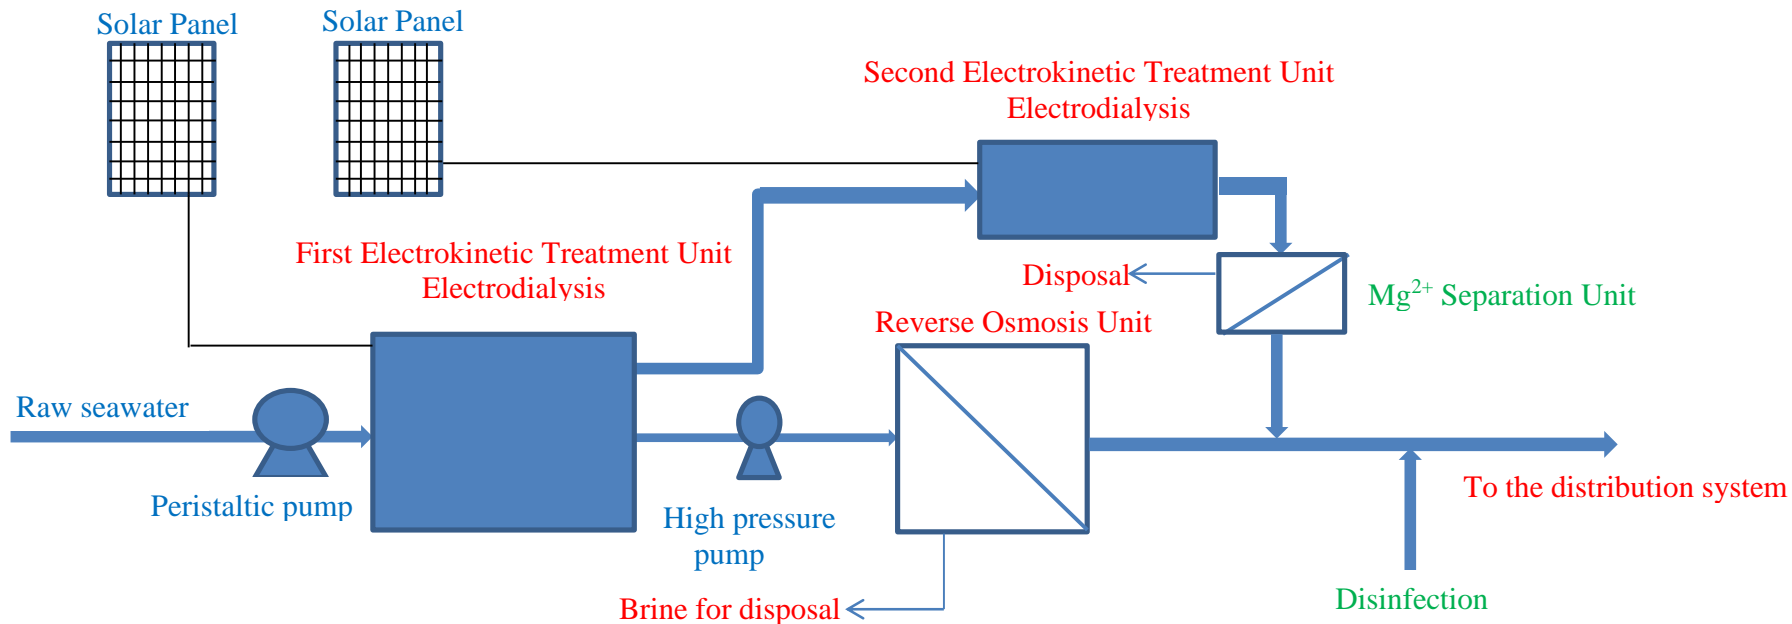 Solar Panel
Solar Panel
Second Electrokinetic Treatment Unit
Electrodialysis
First Electrokinetic Treatment Unit
Electrodialysis
Disposal
Mg²⁺ Separation Unit
Reverse Osmosis Unit
Raw seawater
Peristaltic pump
High pressure
pump
To the distribution system
Brine for disposal
Disinfection